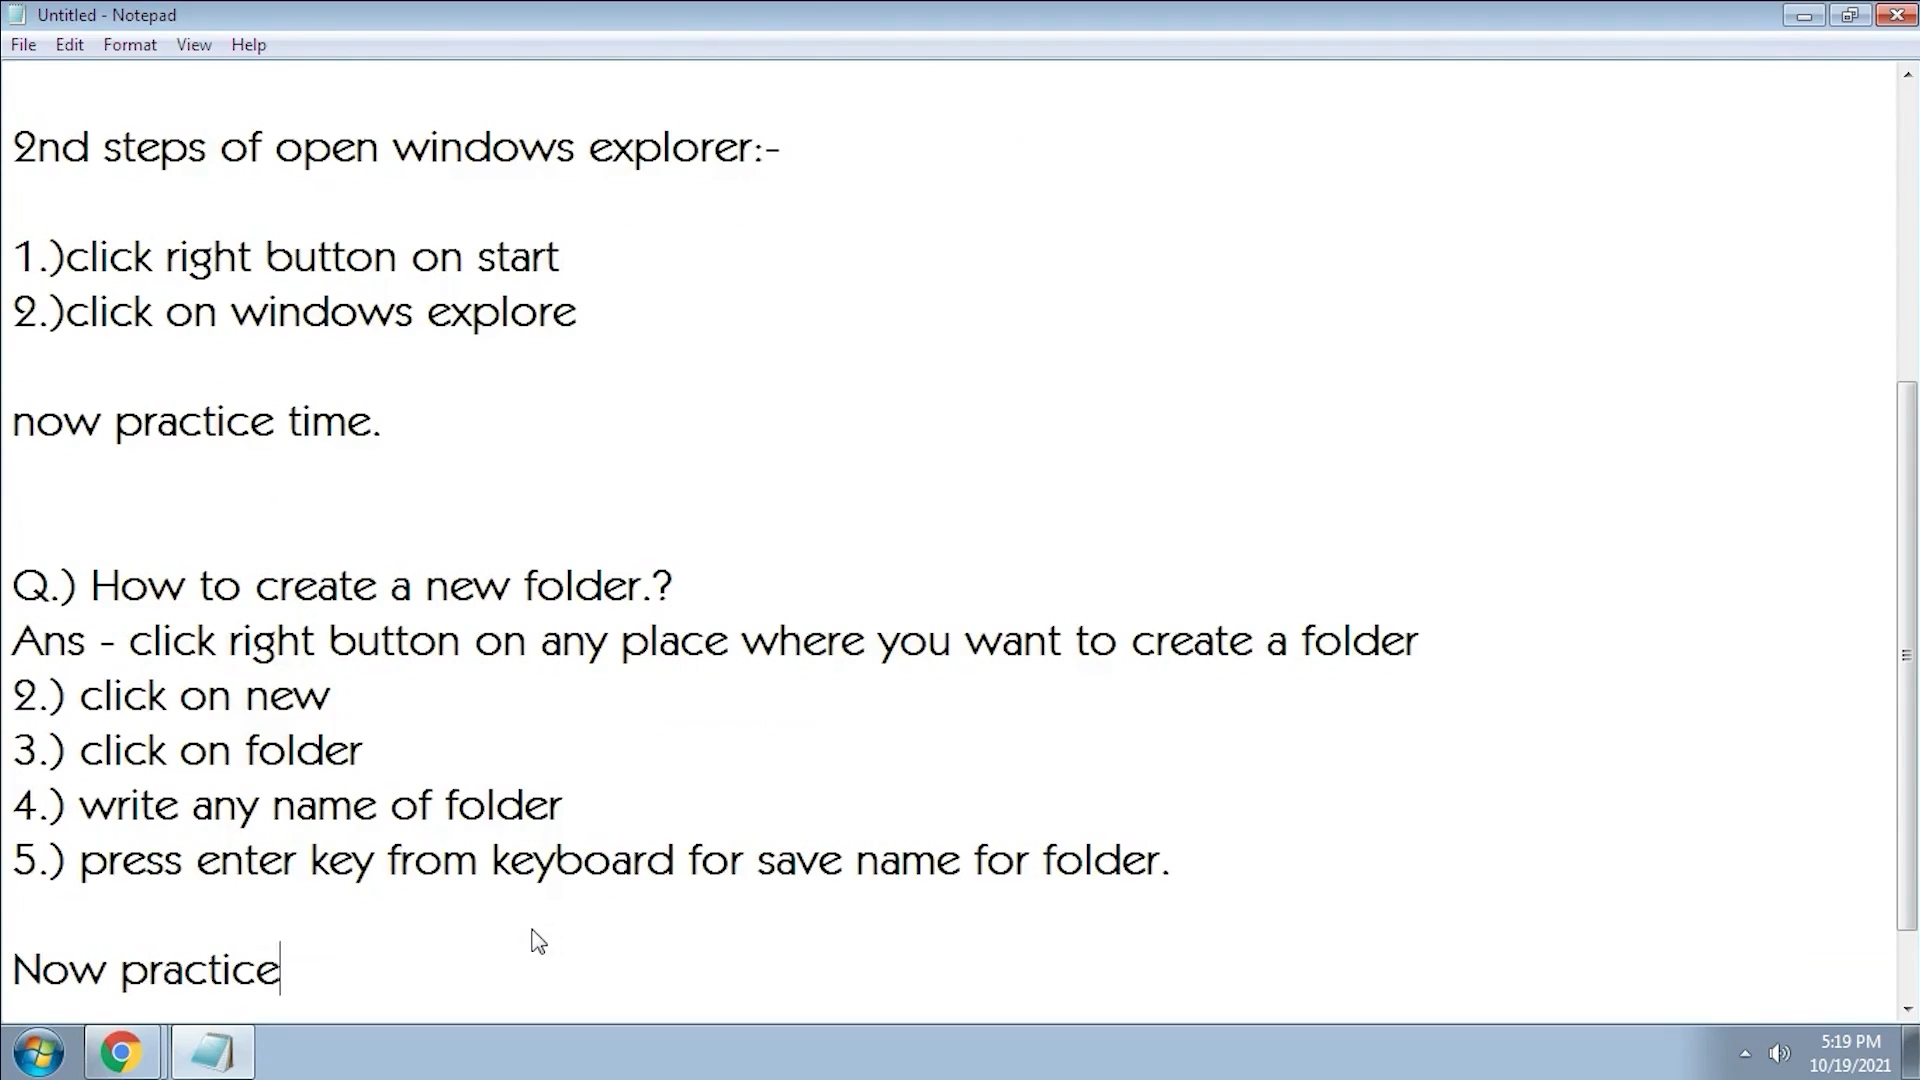 Untitled - Notepad
File Edit Format View Help
2nd steps of open windows explorer:-
1.)click right button on start
2.)click on windows explore
now practice time.
Q.) How to create a new folder.?
Ans - click right button on any place where you want to create a folder
2.) click on new
3.) click on folder
4.) write any name of folder
5.) press enter key from keyboard for save name for folder.
Now practice
5:19 PM
10/19/2021